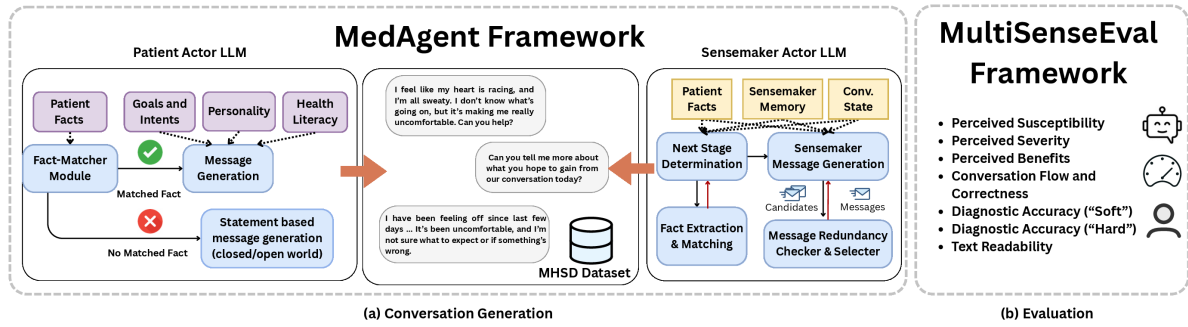 MedAgent Framework
Patient Actor LLM
Patient
Facts
Goals and
Intents
Personality
Health
Literacy
Fact-Matcher
Module
Matched Fact
Message
Generation
No Matched Fact
Statement based
message generation
(closed/open world)
I feel like my heart is racing, and
I'm all sweaty. I don't know what's
going on, but it's making me really
uncomfortable. Can you help?
Can you tell me more about
what you hope to gain from
our conversation today?
I have been feeling off since last few
days ... It's been uncomfortable, and I'm
not sure what to expect or if something's
wrong.
MHSD Dataset
Sensemaker Actor LLM
Patient
Facts
Sensemaker
Memory
Conv.
State
Next Stage
Determination
Sensemaker
Message Generation
Candidates
Messages
Fact Extraction
& Matching
Message Redundancy
Checker & Selecter
(a) Conversation Generation
MultiSenseEval
Framework
• Perceived Susceptibility
• Perceived Severity
• Perceived Benefits
• Conversation Flow and
Correctness
• Diagnostic Accuracy (“Soft”)
• Diagnostic Accuracy (“Hard”)
• Text Readability
(b) Evaluation